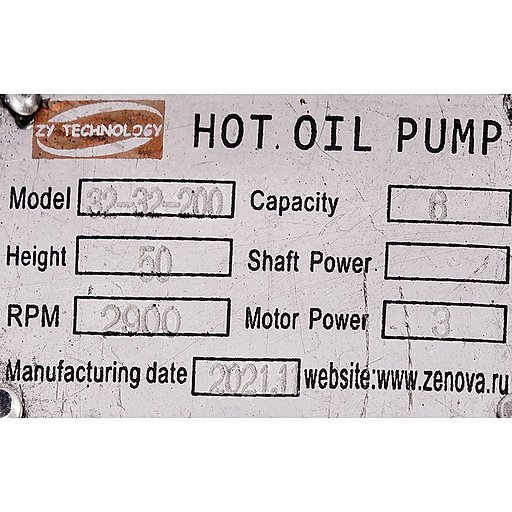 ZY TECHNOLOGY HOT OIL PUMP
Model 32-32-200 Capacity 6
Height 50 Shaft Power
RPM 2900 Motor Power 3
Manufacturing date 2021.11 website:www.zenova.ru